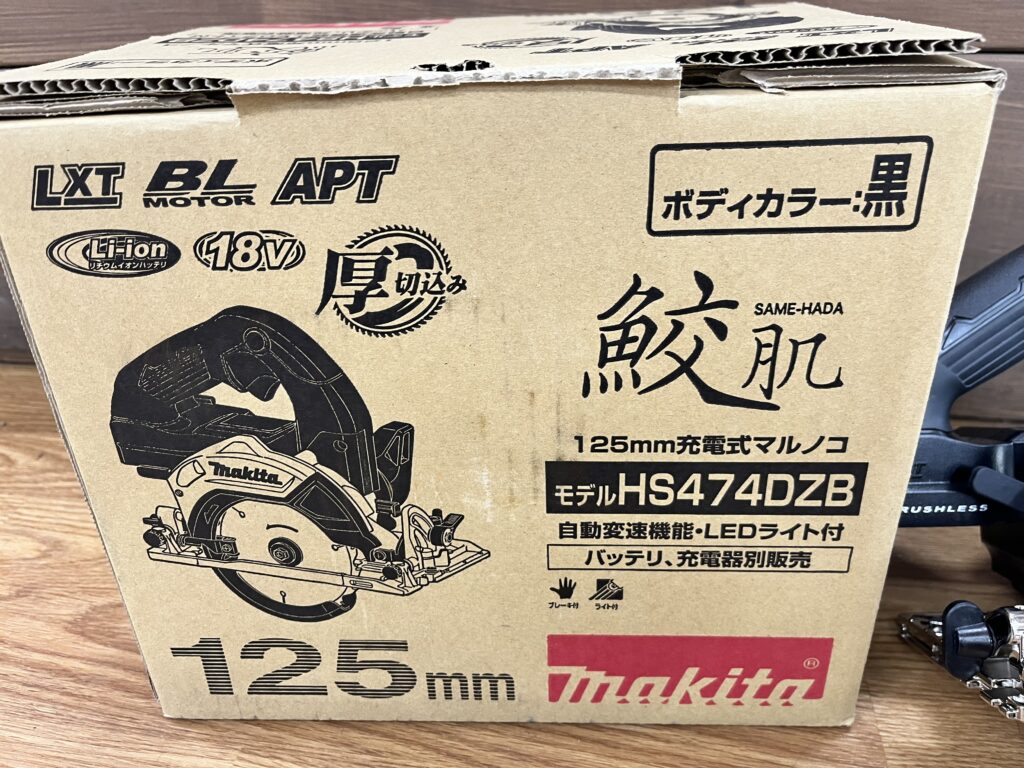 LXT BL MOTOR APT
ボディカラー:黒
Li-ion
リチウムイオンバッテリ
18V
厚切込み
鮫肌
SAME-HADA
makita
125mm充電式マルノコ
モデルHS474DZB
自動変速機能・LEDライト付
バッテリ、充電器別販売
ブレーキ付 ライト付
125mm
makita®
RUSHLESS